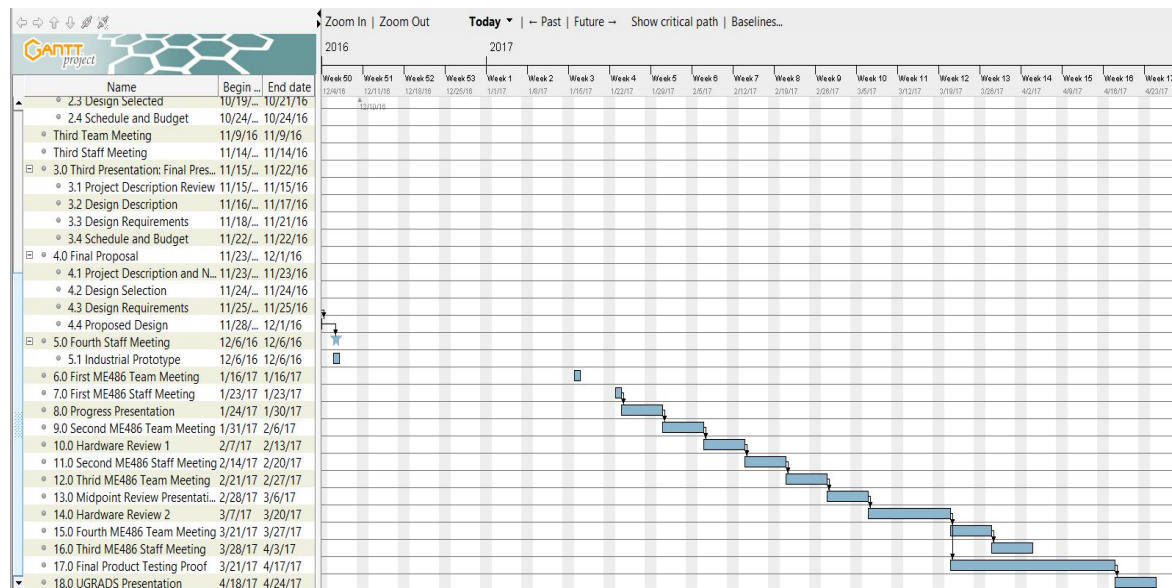 Zoom In | Zoom Out Today | ← Past | Future → Show critical path | Baselines...
GANTT project
2016 2017
Name Begin ... End date
Week 50 Week 51 Week 52 Week 53 Week 1 Week 2 Week 3 Week 4 Week 5 Week 6 Week 7 Week 8 Week 9 Week 10 Week 11 Week 12 Week 13 Week 14 Week 15 Week 16 Week 17
12/4/16 12/11/16 12/18/16 12/25/16 1/1/17 1/8/17 1/15/17 1/22/17 1/29/17 2/5/17 2/12/17 2/19/17 2/26/17 3/5/17 3/12/17 3/19/17 3/26/17 4/2/17 4/9/17 4/16/17 4/23/17
12/10/16
2.3 Design Selected 10/19/... 10/21/16
2.4 Schedule and Budget 10/24/... 10/24/16
Third Team Meeting 11/9/16 11/9/16
Third Staff Meeting 11/14/... 11/14/16
3.0 Third Presentation: Final Pres... 11/15/... 11/22/16
3.1 Project Description Review 11/15/... 11/15/16
3.2 Design Description 11/16/... 11/17/16
3.3 Design Requirements 11/18/... 11/21/16
3.4 Schedule and Budget 11/22/... 11/22/16
4.0 Final Proposal 11/23/... 12/1/16
4.1 Project Description and N... 11/23/... 11/23/16
4.2 Design Selection 11/24/... 11/24/16
4.3 Design Requirements 11/25/... 11/25/16
4.4 Proposed Design 11/28/... 12/1/16
5.0 Fourth Staff Meeting 12/6/16 12/6/16
5.1 Industrial Prototype 12/6/16 12/6/16
6.0 First ME486 Team Meeting 1/16/17 1/16/17
7.0 First ME486 Staff Meeting 1/23/17 1/23/17
8.0 Progress Presentation 1/24/17 1/30/17
9.0 Second ME486 Team Meeting 1/31/17 2/6/17
10.0 Hardware Review 1 2/7/17 2/13/17
11.0 Second ME486 Staff Meeting 2/14/17 2/20/17
12.0 Thrid ME486 Team Meeting 2/21/17 2/27/17
13.0 Midpoint Review Presentati... 2/28/17 3/6/17
14.0 Hardware Review 2 3/7/17 3/20/17
15.0 Fourth ME486 Team Meeting 3/21/17 3/27/17
16.0 Third ME486 Staff Meeting 3/28/17 4/3/17
17.0 Final Product Testing Proof 3/21/17 4/17/17
18.0 UGRADS Presentation 4/18/17 4/24/17